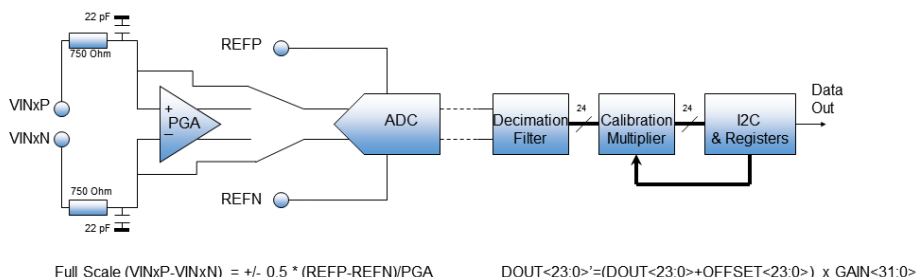 22 pF
750 Ohm
REFP
VINxP
VINxN
+
PGA
–
ADC
Decimation
Filter
24
Calibration
Multiplier
24
I2C
& Registers
Data
Out
REFN
750 Ohm
22 pF
Full Scale (VINxP-VINxN) = +/- 0.5 * (REFP-REFN)/PGA
DOUT<23:0>'=(DOUT<23:0>+OFFSET<23:0>) x GAIN<31:0>